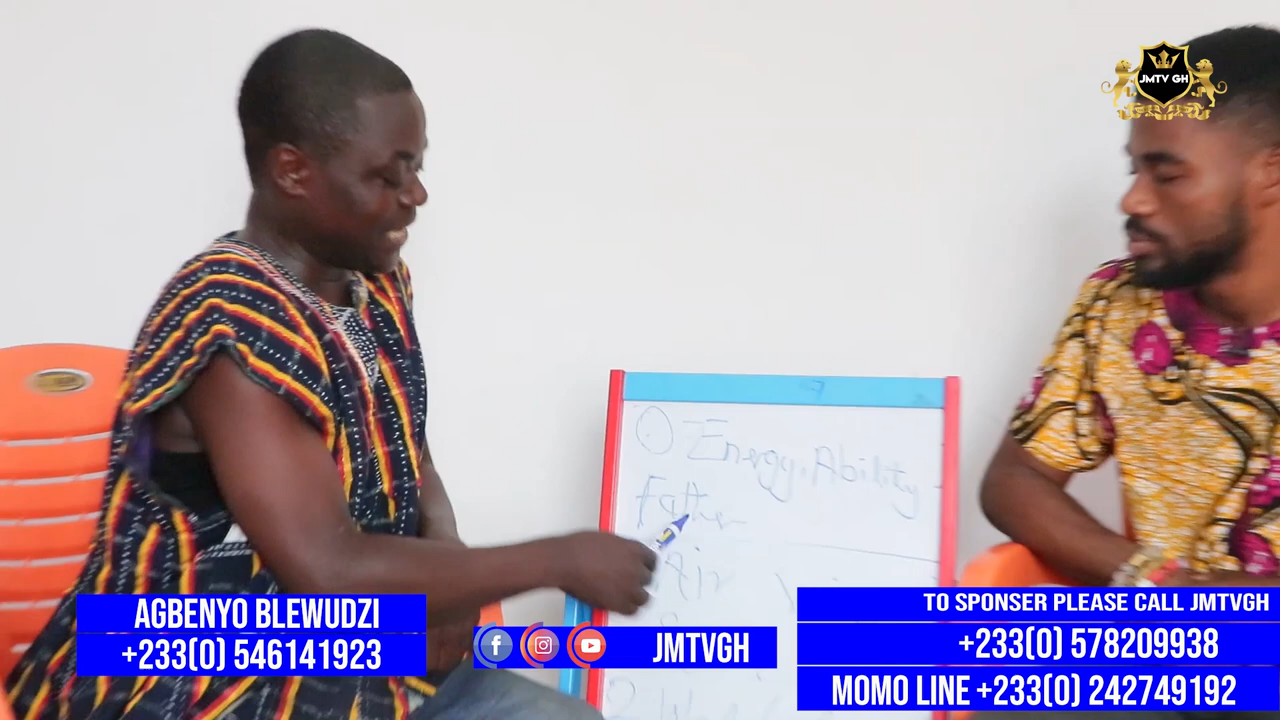 JMTV GH
Energy, Ability
Father
Air
AGBENYO BLEWUDZI
+233(0) 546141923
JMTVGH
TO SPONSER PLEASE CALL JMTVGH
+233(0) 578209938
MOMO LINE +233(0) 242749192